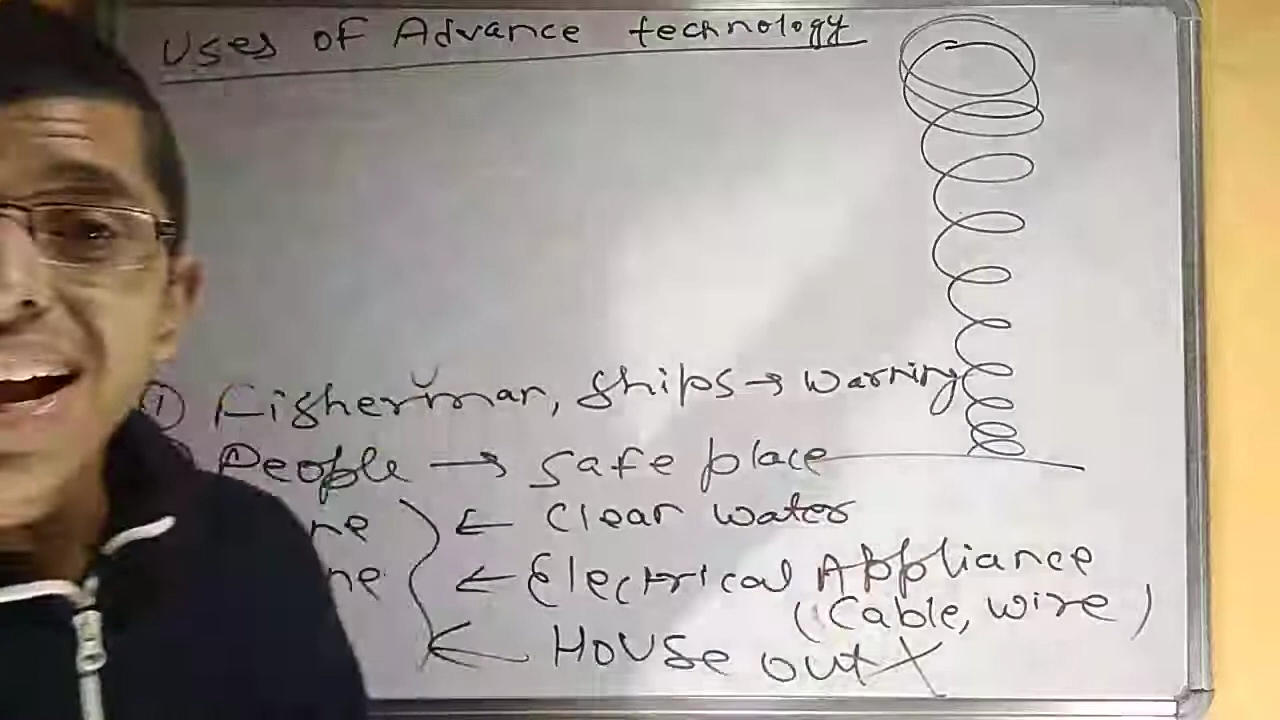 Uses of Advance technology
① Fisherman, ships → Warning
People → safe place
ne ← Clear water
ne ← Electrical Appliance
(Cable, wire)
← House out X